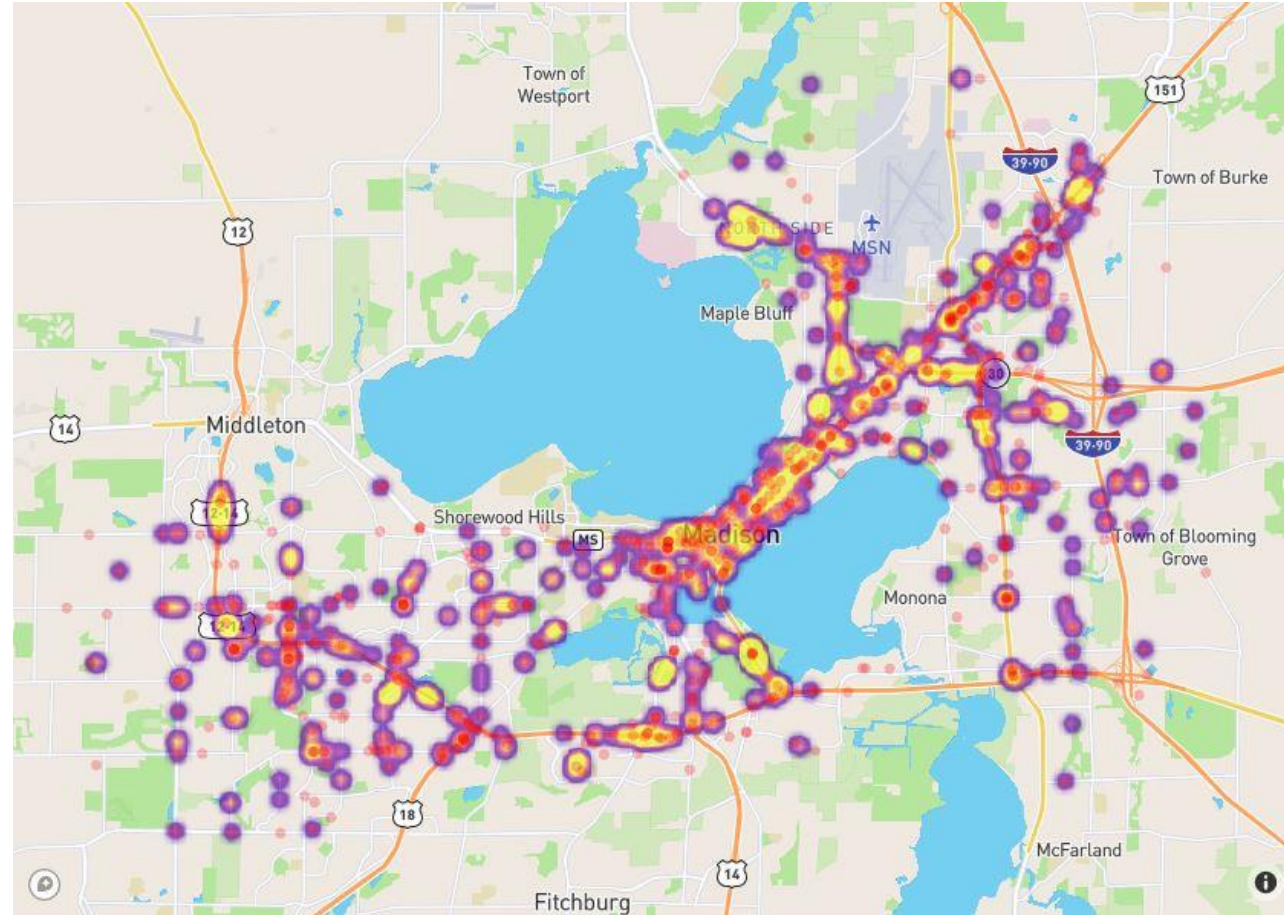 Town of
Westport
151
39-90
Town of Burke
12
NORTH SIDE
MSN
Maple Bluff
30
14
Middleton
39-90
12-14
Shorewood Hills
MS
Madison
Town of Blooming
Grove
Monona
12-14
18
McFarland
14
Fitchburg